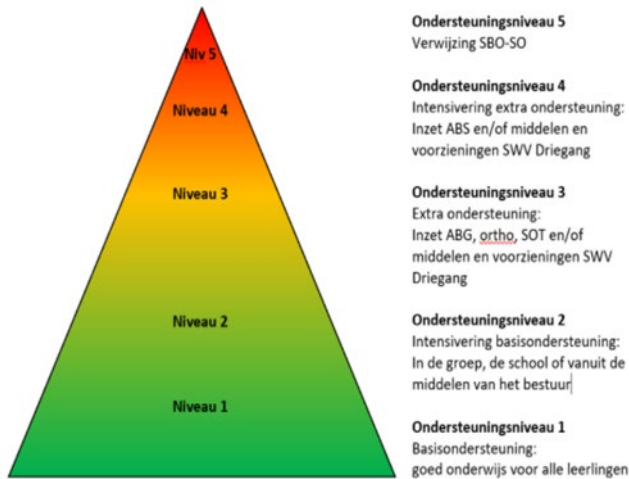 Niv 5
Niveau 4
Niveau 3
Niveau 2
Niveau 1
Ondersteuningsniveau 5
Verwijzing SBO-SO
Ondersteuningsniveau 4
Intensivering extra ondersteuning:
Inzet ABS en/of middelen en
voorzieningen SWV Driegang
Ondersteuningsniveau 3
Extra ondersteuning:
Inzet ABG, ortho, SOT en/of
middelen en voorzieningen SWV
Driegang
Ondersteuningsniveau 2
Intensivering basisondersteuning:
In de groep, de school of vanuit de
middelen van het bestuur
Ondersteuningsniveau 1
Basisondersteuning:
goed onderwijs voor alle leerlingen